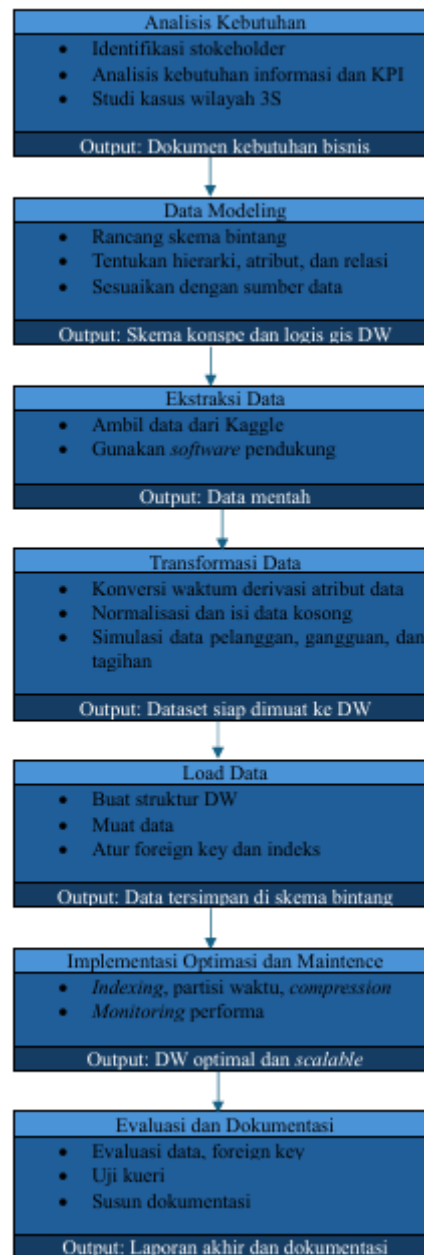 Analisis Kebutuhan
• Identifikasi stokeholder
• Analisis kebutuhan informasi dan KPI
• Studi kasus wilayah 3S
Output: Dokumen kebutuhan bisnis
Data Modeling
• Rancang skema bintang
• Tentukan hierarki, atribut, dan relasi
• Sesuaikan dengan sumber data
Output: Skema konspe dan logis gis DW
Ekstraksi Data
• Ambil data dari Kaggle
• Gunakan software pendukung
Output: Data mentah
Transformasi Data
• Konversi waktum derivasi atribut data
• Normalisasi dan isi data kosong
• Simulasi data pelanggan, gangguan, dan
tagihan
Output: Dataset siap dimuat ke DW
Load Data
• Buat struktur DW
• Muat data
• Atur foreign key dan indeks
Output: Data tersimpan di skema bintang
Implementasi Optimasi dan Maintence
• Indexing, partisi waktu, compression
• Monitoring performa
Output: DW optimal dan scalable
Evaluasi dan Dokumentasi
• Evaluasi data, foreign key
• Uji kueri
• Susun dokumentasi
Output: Laporan akhir dan dokumentasi